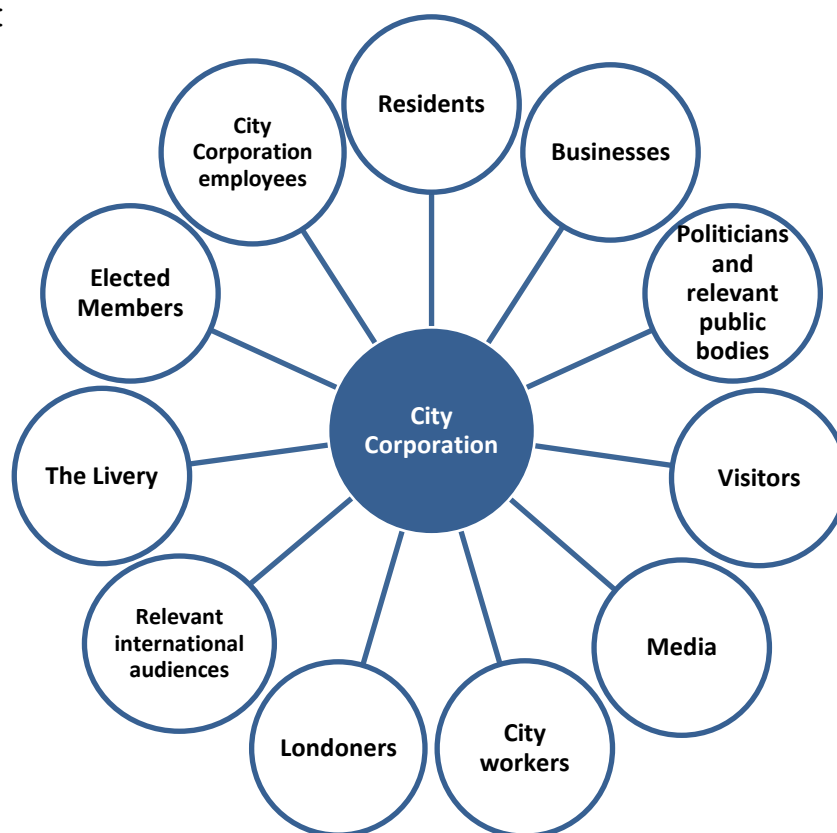 Residents
Businesses
Politicians
and
relevant
public
bodies
Visitors
Media
City
workers
Londoners
Relevant
international
audiences
The Livery
Elected
Members
City
Corporation
employees
City
Corporation